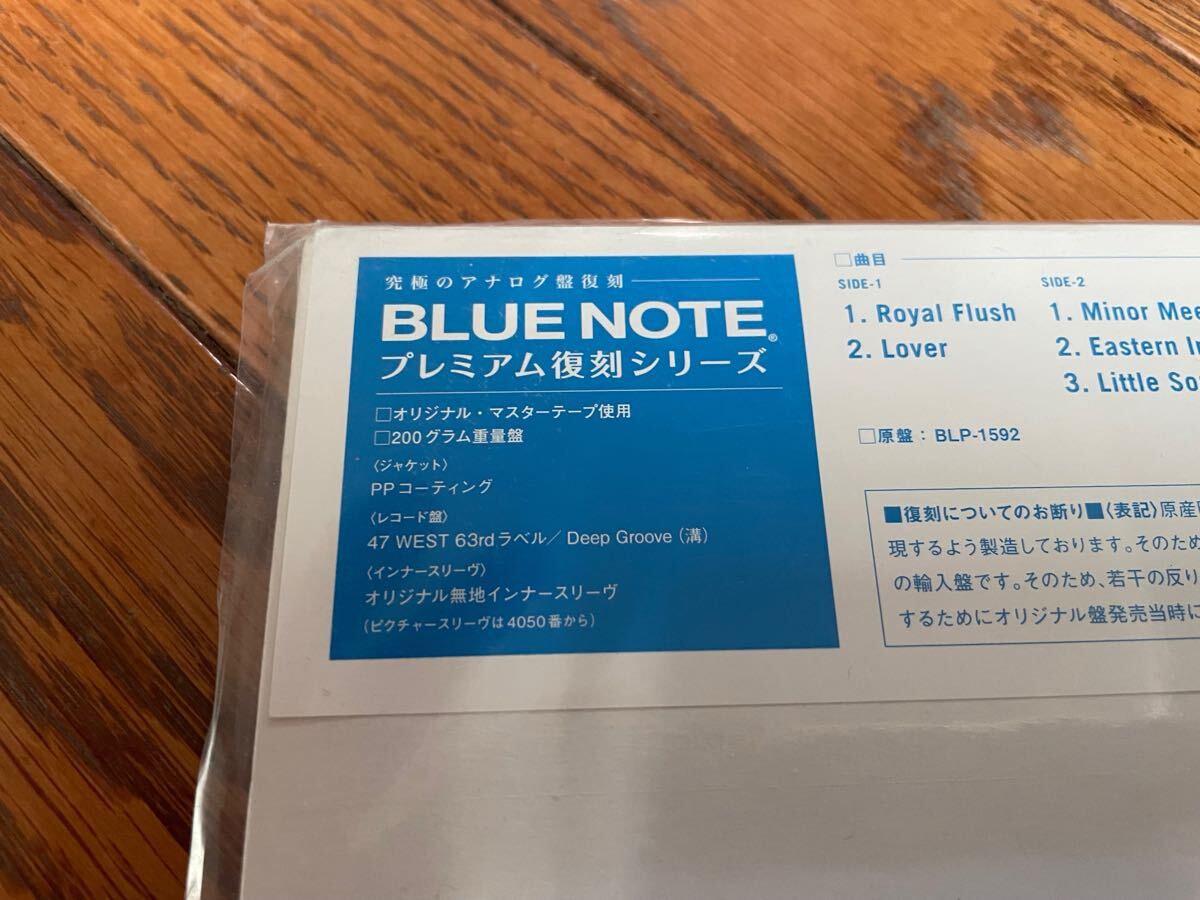 究極のアナログ盤復刻
BLUE NOTE®
プレミアム復刻シリーズ
□オリジナル・マスターテープ使用
□200グラム重量盤
〈ジャケット〉
PPコーティング
〈レコード盤〉
47 WEST 63rdラベル／Deep Groove（溝）
〈インナースリーヴ〉
オリジナル無地インナースリーヴ
（ピクチャースリーヴは4050番から）
□曲目
SIDE-1
1. Royal Flush
2. Lover
SIDE-2
1. Minor Mee
2. Eastern In
3. Little So
□原盤：BLP-1592
■復刻についてのお断り■〈表記〉原産
現するよう製造しております。そのため
の輸入盤です。そのため、若干の反り
するためにオリジナル盤発売当時に